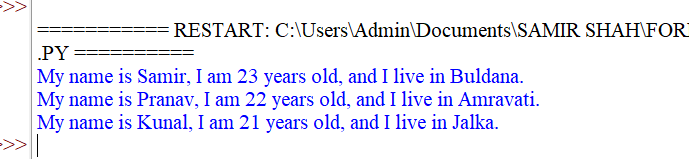 >>>
=========== RESTART: C:\Users\Admin\Documents\SAMIR SHAH\
.PY ==========
My name is Samir, I am 23 years old, and I live in Buldana.
My name is Pranav, I am 22 years old, and I live in Amravati.
My name is Kunal, I am 21 years old, and I live in Jalka.
>>>